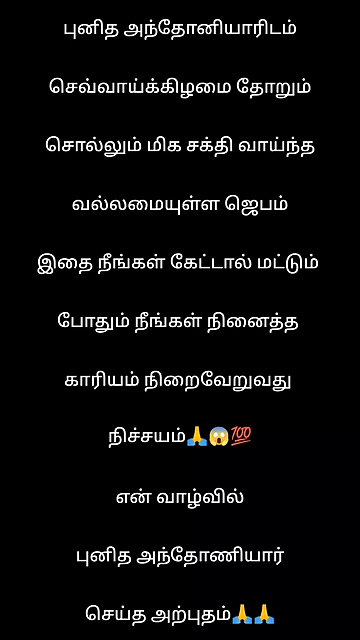 புனித அந்தோனியாரிடம்
செவ்வாய்க்கிழமை தோறும்
சொல்லும் மிக சக்தி வாய்ந்த
வல்லமையுள்ள ஜெபம்
இதை நீங்கள் கேட்டால் மட்டும்
போதும் நீங்கள் நினைத்த
காரியம் நிறைவேறுவது
நிச்சயம்🙏😱💯
என் வாழ்வில்
புனித அந்தோணியார்
செய்த அற்புதம்🙏🙏